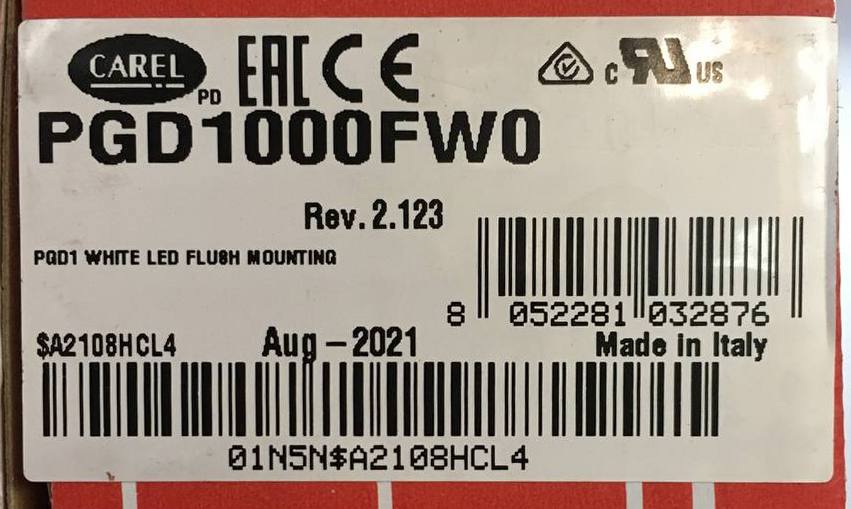 CAREL PD EAC CE C UL US
PGD1000FW0
Rev. 2.123
PGD1 WHITE LED FLUSH MOUNTING
8 052281 032876
$A2108HCL4 Aug - 2021 Made in Italy
01N5N$A2108HCL4